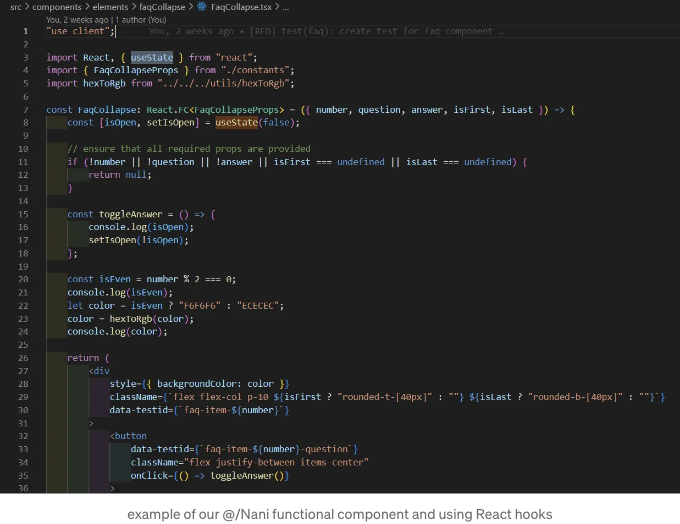 src > components > elements > faqCollapse > FaqCollapse.tsx > ...
You, 2 weeks ago | 1 author (You)
1 "use client"; You, 2 weeks ago • [RED] test(faq): create test for faq component …
2
3 import React, { useState } from "react";
4 import { FaqCollapseProps } from "./constants";
5 import hexToRgb from "../../../utils/hexToRgb";
6
7 const FaqCollapse: React.FC<FaqCollapseProps> = ({ number, question, answer, isFirst, isLast }) => {
8 const [isOpen, setIsOpen] = useState(false);
9
10 // ensure that all required props are provided
11 if (!number || !question || !answer || isFirst === undefined || isLast === undefined) {
12 return null;
13 }
14
15 const toggleAnswer = () => {
16 console.log(isOpen);
17 setIsOpen(!isOpen);
18 };
19
20 const isEven = number % 2 === 0;
21 console.log(isEven);
22 let color = isEven ? "F6F6F6" : "ECECEC";
23 color = hexToRgb(color);
24 console.log(color);
25
26 return (
27 <div
28 style={{ backgroundColor: color }}
29 className={`flex flex-col p-10 ${isFirst ? "rounded-t-[40px]" : ""} ${isLast ? "rounded-b-[40px]" : ""}`}
30 data-testid={`faq-item-${number}`}
31 >
32 <button
33 data-testid={`faq-item-${number}-question`}
34 className="flex justify-between items-center"
35 onClick={() => toggleAnswer()}
36 >
example of our @/Nani functional component and using React hooks